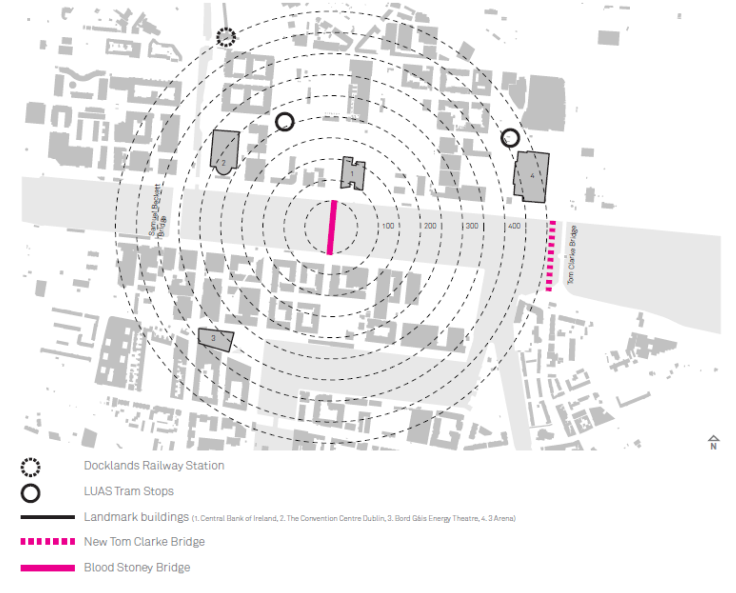 2
1
4
Samuel Beckett
Bridge
100 200 300 400
Tom Clarke Bridge
3
N
Docklands Railway Station
LUAS Tram Stops
Landmark buildings (1. Central Bank of Ireland, 2. The Convention Centre Dublin, 3. Bord Gáis Energy Theatre, 4. 3 Arena)
New Tom Clarke Bridge
Blood Stoney Bridge